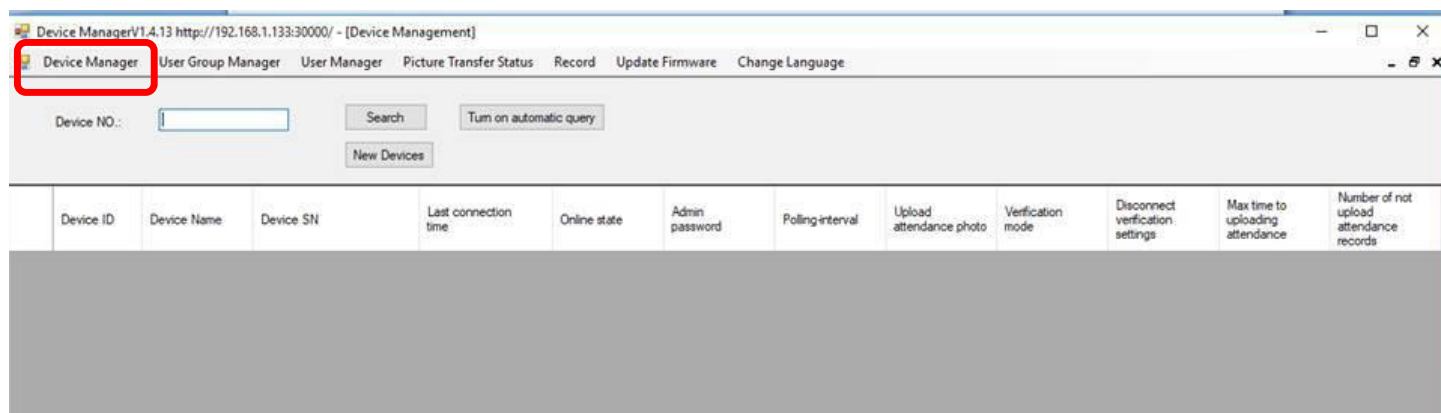 Device ManagerV1.4.13 http://192.168.1.133:30000/ - [Device Management]
Device Manager User Group Manager User Manager Picture Transfer Status Record Update Firmware Change Language
Device NO.: Search Turn on automatic query
New Devices
Device ID Device Name Device SN Last connection time Online state Admin password Polling-interval Upload attendance photo Verification mode Disconnect verification settings Max time to uploading attendance Number of not upload attendance records